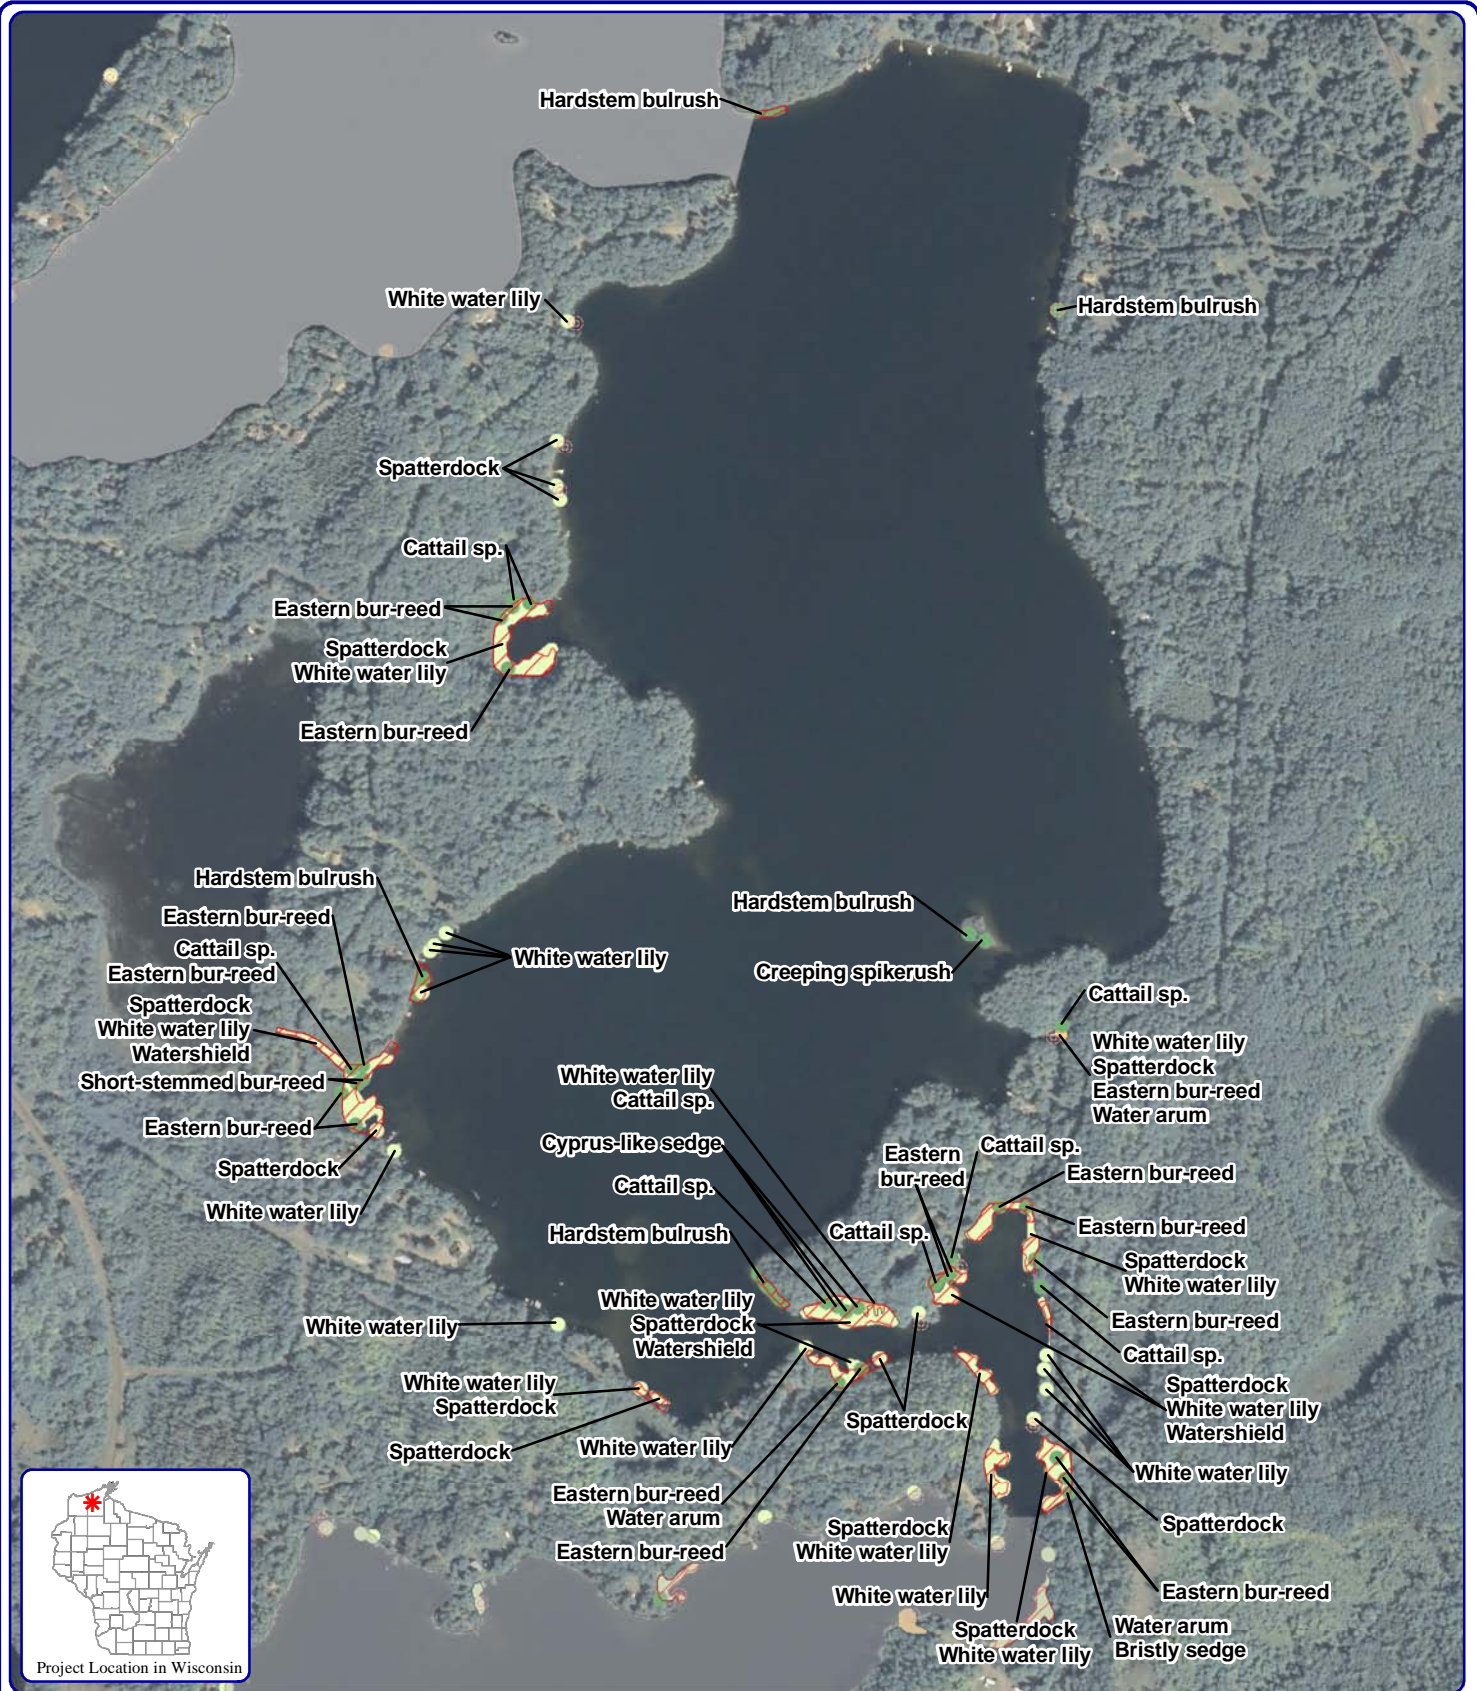 Hardstem bulrush
White water lily
Hardstem bulrush
Spatterdock
Cattail sp.
Eastern bur-reed
Spatterdock
White water lily
Eastern bur-reed
Hardstem bulrush
Eastern bur-reed
Cattail sp.
Eastern bur-reed
Spatterdock
White water lily
Watershield
Short-stemmed bur-reed
Eastern bur-reed
Spatterdock
White water lily
White water lily
Hardstem bulrush
Creeping spikerush
Cattail sp.
White water lily
Spatterdock
Eastern bur-reed
Water arum
White water lily
Cattail sp.
Cyprus-like sedge
Cattail sp.
Hardstem bulrush
Eastern
bur-reed
Cattail sp.
Cattail sp.
Eastern bur-reed
Eastern bur-reed
Spatterdock
White water lily
White water lily
Spatterdock
Watershield
Eastern bur-reed
Cattail sp.
White water lily
White water lily
Spatterdock
Spatterdock
White water lily
Spatterdock
Spatterdock
White water lily
Watershield
White water lily
Eastern bur-reed
Water arum
Eastern bur-reed
Spatterdock
White water lily
Spatterdock
White water lily
Eastern bur-reed
Spatterdock
White water lily
Water arum
Bristly sedge
Project Location in Wisconsin